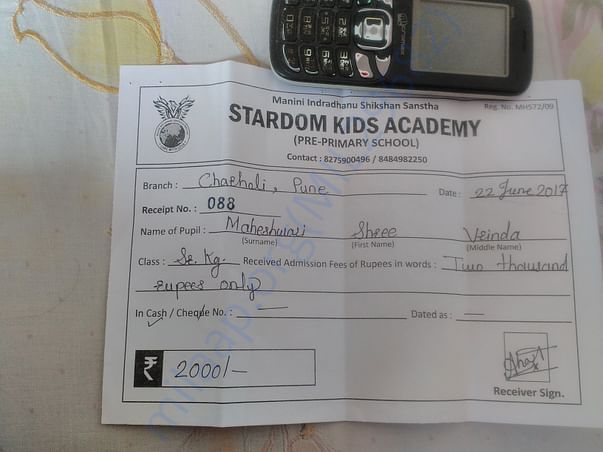 Manini Indradhanu Shikshan Sanstha
Reg. No. MH572/09
STARDOM KIDS ACADEMY
(PRE-PRIMARY SCHOOL)
Contact : 8275900496 / 8484982250
Branch : Charholi, Pune Date : 22 June 2017
Receipt No. : 088
Name of Pupil : Maheshwari Shree Vrinda
(Surname) (First Name) (Middle Name)
Class : Sr. Kg. Received Admission Fees of Rupees in words : Two thousand
rupees only
In Cash / Cheque No. : — Dated as : —
₹ 2000/-
Receiver Sign.